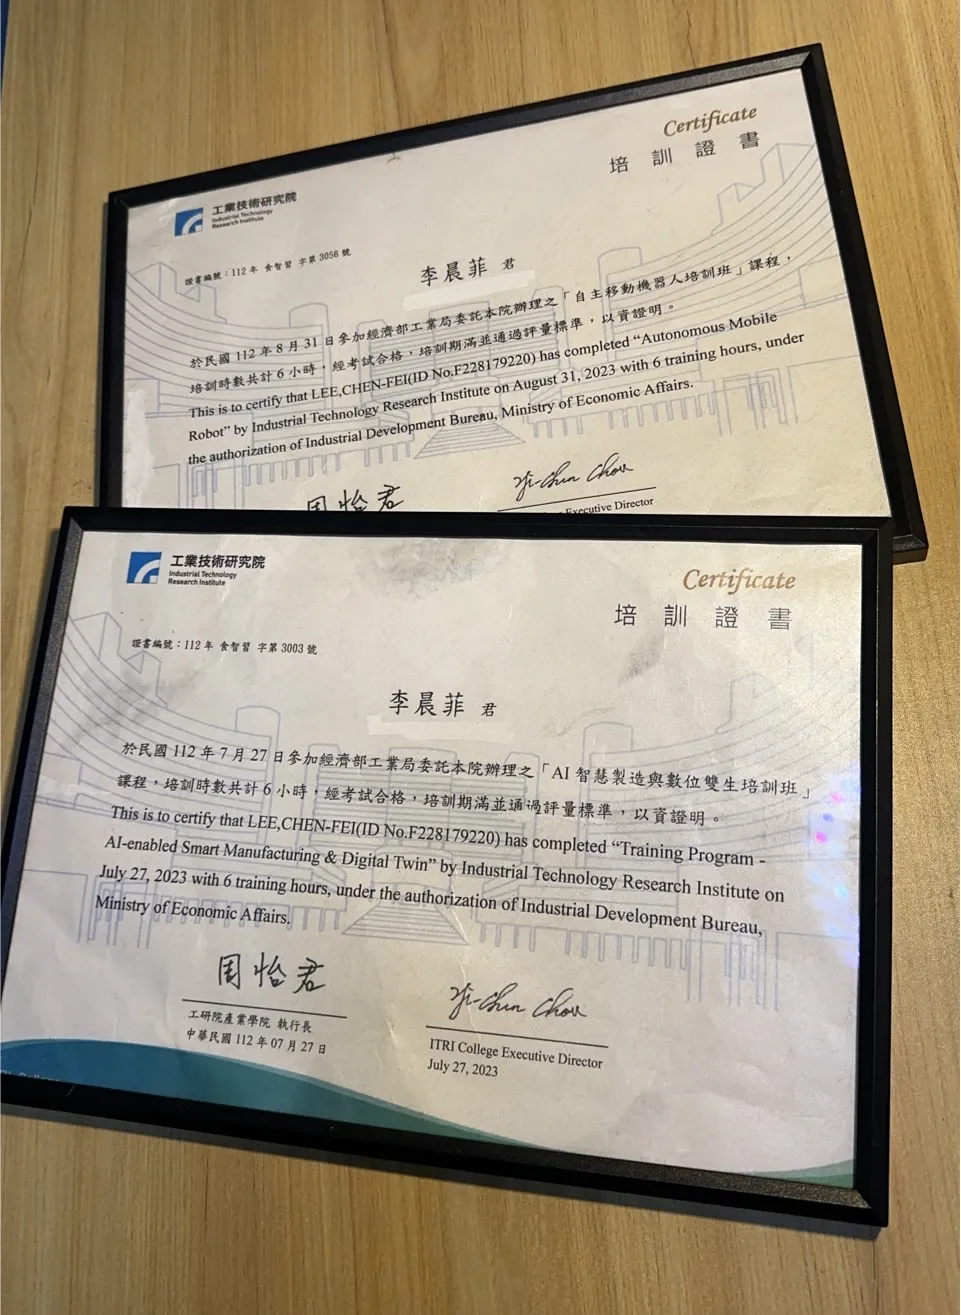 Certificate
培訓證書
工業技術研究院
Industrial Technology
Research Institute
證書編號：112 年 食智習 字第 3056 號
李晨菲 君
於民國 112 年 8 月 31 日參加經濟部工業局委託本院辦理之「自主移動機器人培訓班」課程，
培訓時數共計 6 小時，經考試合格，培訓期滿並通過評量標準，以資證明。
This is to certify that LEE,CHEN-FEI(ID No.F228179220) has completed “Autonomous Mobile
Robot” by Industrial Technology Research Institute on August 31, 2023 with 6 training hours, under
the authorization of Industrial Development Bureau, Ministry of Economic Affairs.
周怡君
Yi-Chun Chou
Executive Director
工業技術研究院
Industrial Technology
Research Institute
Certificate
培訓證書
證書編號：112 年 食智習 字第 3003 號
李晨菲 君
於民國 112 年 7 月 27 日參加經濟部工業局委託本院辦理之「AI 智慧製造與數位雙生培訓班」
課程，培訓時數共計 6 小時，經考試合格，培訓期滿並通過評量標準，以資證明。
This is to certify that LEE,CHEN-FEI(ID No.F228179220) has completed “Training Program -
AI-enabled Smart Manufacturing & Digital Twin” by Industrial Technology Research Institute on
July 27, 2023 with 6 training hours, under the authorization of Industrial Development Bureau,
Ministry of Economic Affairs.
周怡君
工研院產業學院 執行長
中華民國 112 年 07 月 27 日
Yi-Chun Chou
ITRI College Executive Director
July 27, 2023